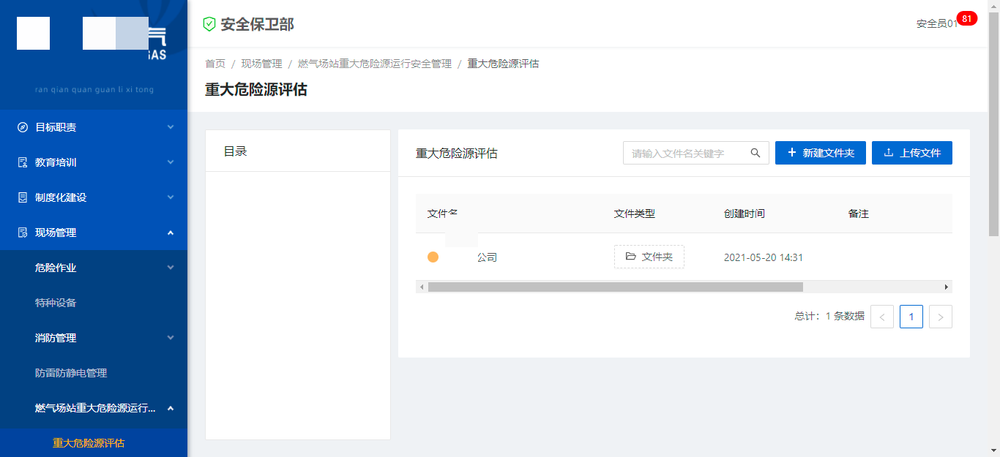 GAS
ran qian quan guan li xi tong
目标职责
教育培训
制度化建设
现场管理
危险作业
特种设备
消防管理
防雷防静电管理
燃气场站重大危险源运行...
重大危险源评估
安全保卫部
安全员01
81
首页 / 现场管理 / 燃气场站重大危险源运行安全管理 / 重大危险源评估
重大危险源评估
目录
重大危险源评估
请输入文件名关键字
+ 新建文件夹
上传文件
文件名 文件类型 创建时间 备注
公司 文件夹 2021-05-20 14:31
总计：1 条数据 < 1 >